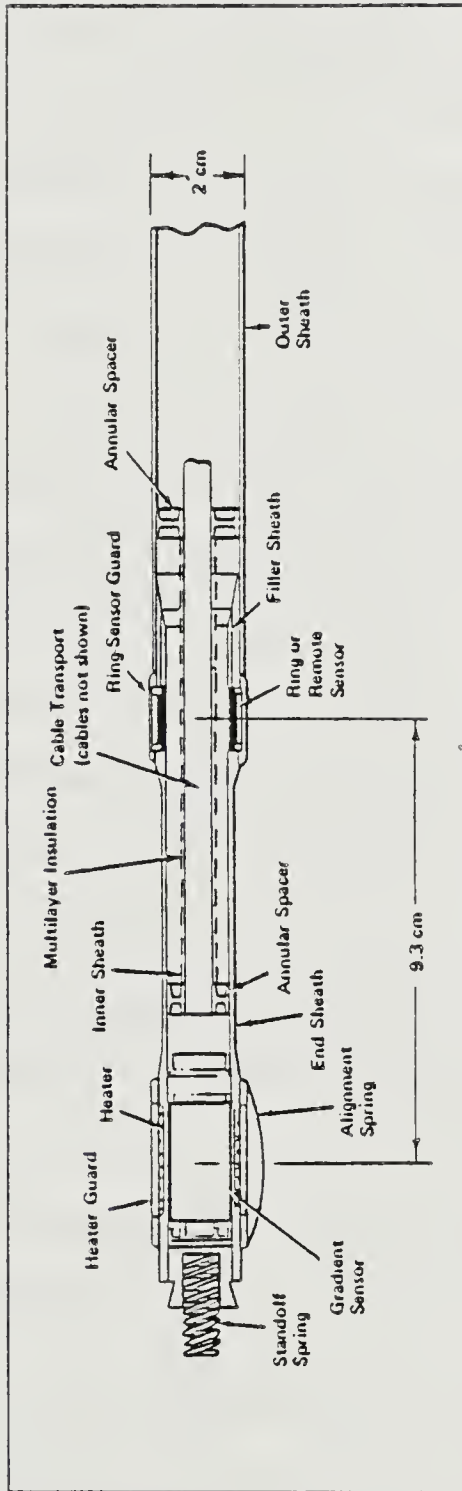 Heater Guard
Heater
Inner Sheath
Multilayer Insulation
Cable Transport
(cables not shown)
Ring-Sensor Guard
Annular Spacer
2 cm
Standoff
Spring
Gradient
Sensor
Alignment
Spring
End Sheath
Annular Spacer
9.3 cm
Ring or
Remote
Sensor
Filler Sheath
Outer
Sheath